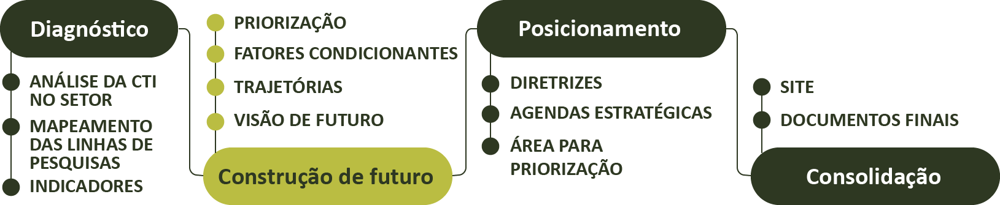 Diagnóstico
ANÁLISE DA CTI
NO SETOR
MAPEAMENTO
DAS LINHAS DE
PESQUISAS
INDICADORES
PRIORIZAÇÃO
FATORES CONDICIONANTES
TRAJETÓRIAS
VISÃO DE FUTURO
Construção de futuro
Posicionamento
DIRETRIZES
AGENDAS ESTRATÉGICAS
ÁREA PARA
PRIORIZAÇÃO
SITE
DOCUMENTOS FINAIS
Consolidação